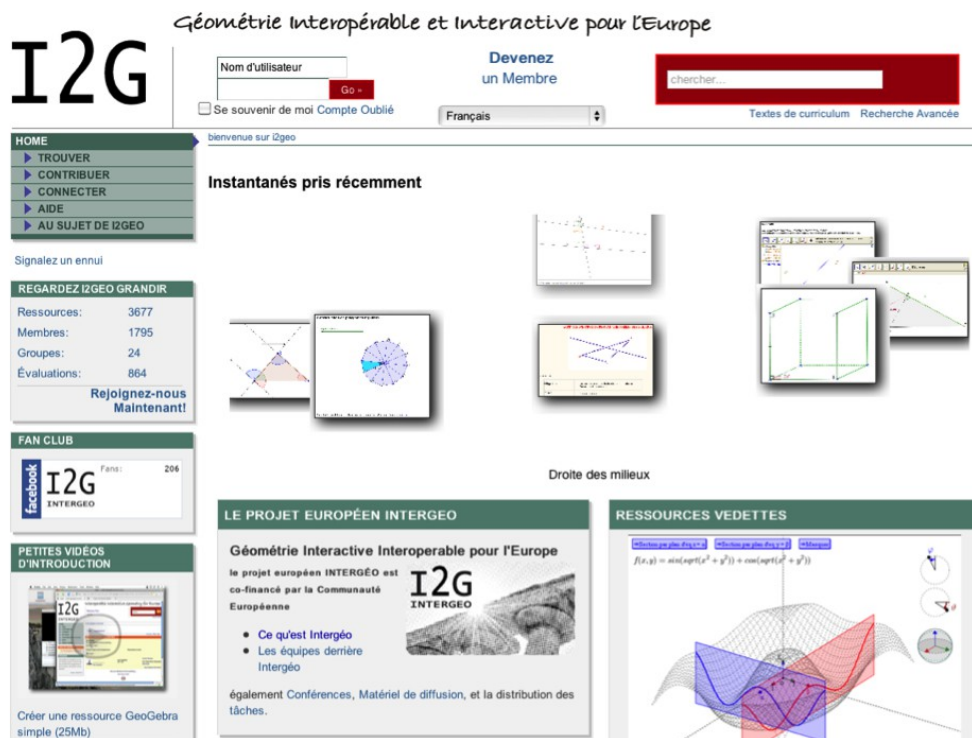 Géométrie Interopérable et Interactive pour l'Europe
I2G
Nom d'utilisateur
Go »
Se souvenir de moi Compte Oublié
Devenez
un Membre
Français
chercher...
Textes de curriculum Recherche Avancée
HOME
TROUVER
CONTRIBUER
CONNECTER
AIDE
AU SUJET DE I2GEO
Signalez un ennui
REGARDEZ I2GEO GRANDIR
Ressources: 3677
Membres: 1795
Groupes: 24
Évaluations: 864
Rejoignez-nous
Maintenant!
FAN CLUB
facebook
I2G
INTERGEO
Fans: 206
PETITES VIDÉOS
D'INTRODUCTION
I2G
Créer une ressource GeoGebra
simple (25Mb)
bienvenue sur i2geo
Instantanés pris récemment
Droite des milieux
LE PROJET EUROPÉEN INTERGEO
Géométrie Interactive Interoperable pour l'Europe
le projet européen INTERGÉO est
co-financé par la Communauté
Européenne
I2G
INTERGEO
Ce qu'est Intergéo
Les équipes derrière
Intergéo
également Conférences, Matériel de diffusion, et la distribution des
tâches.
RESSOURCES VEDETTES
f(x,y) = sin(sqrt(x² + y²)) + cos(sqrt(x² + y²))